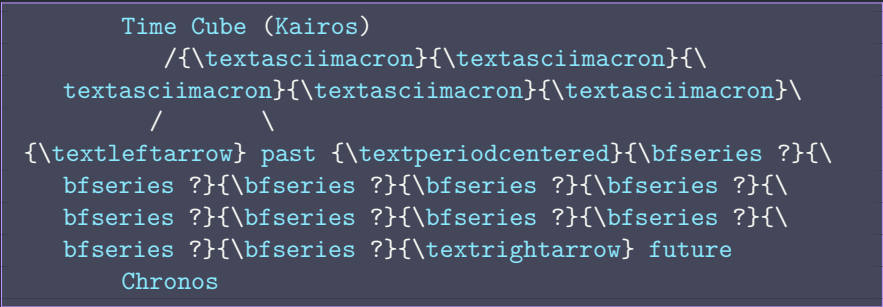 Time Cube (Kairos)
/{\textasciimacron}{\textasciimacron}{\
textasciimacron}{\textasciimacron}{\textasciimacron}\
/ \
{\textleftarrow} past {\textperiodcentered}{\bfseries ?}{\
bfseries ?}{\bfseries ?}{\bfseries ?}{\bfseries ?}{\
bfseries ?}{\bfseries ?}{\bfseries ?}{\bfseries ?}{\
bfseries ?}{\bfseries ?}{\textrightarrow} future
Chronos